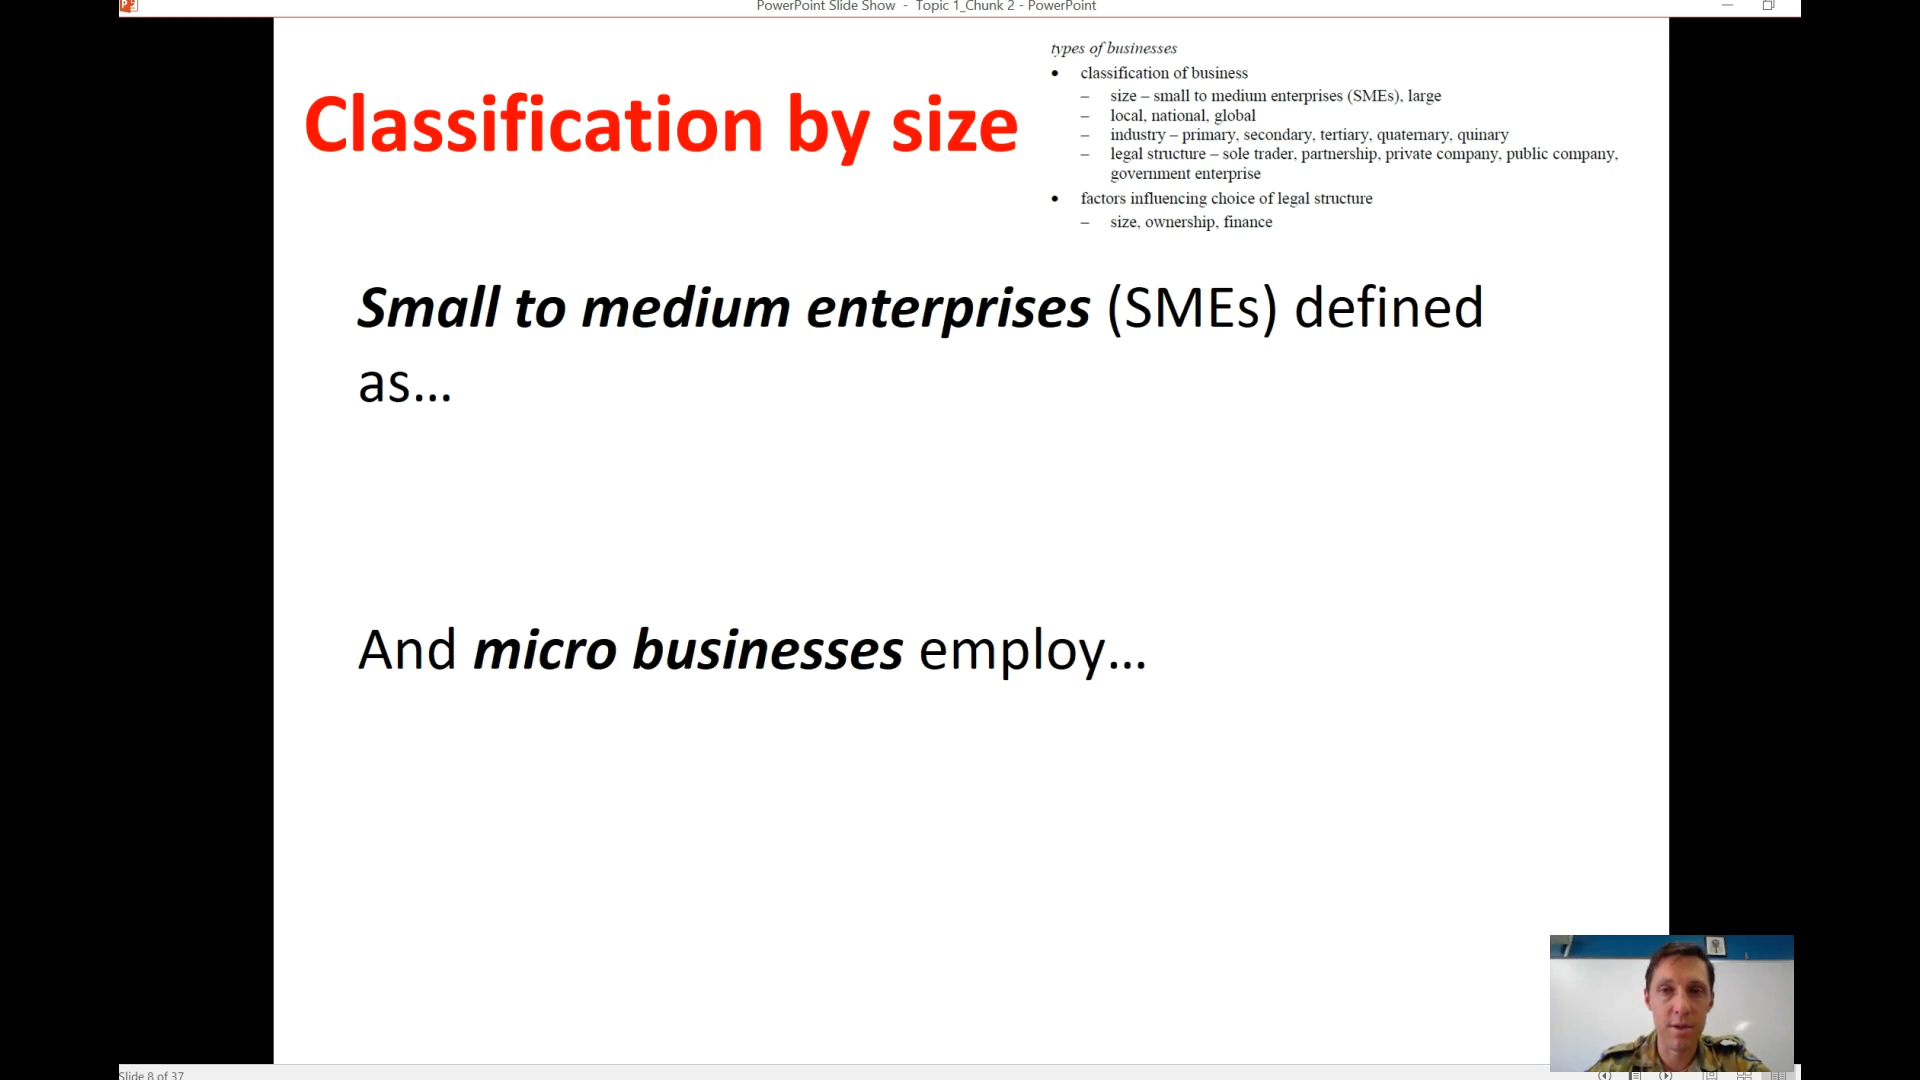 PowerPoint Slide Show - Topic 1_Chunk 2 - PowerPoint
types of businesses
• classification of business
– size – small to medium enterprises (SMEs), large
– local, national, global
– industry – primary, secondary, tertiary, quaternary, quinary
– legal structure – sole trader, partnership, private company, public company,
government enterprise
• factors influencing choice of legal structure
– size, ownership, finance
Classification by size
Small to medium enterprises (SMEs) defined
as...
And micro businesses employ...
Slide 8 of 37